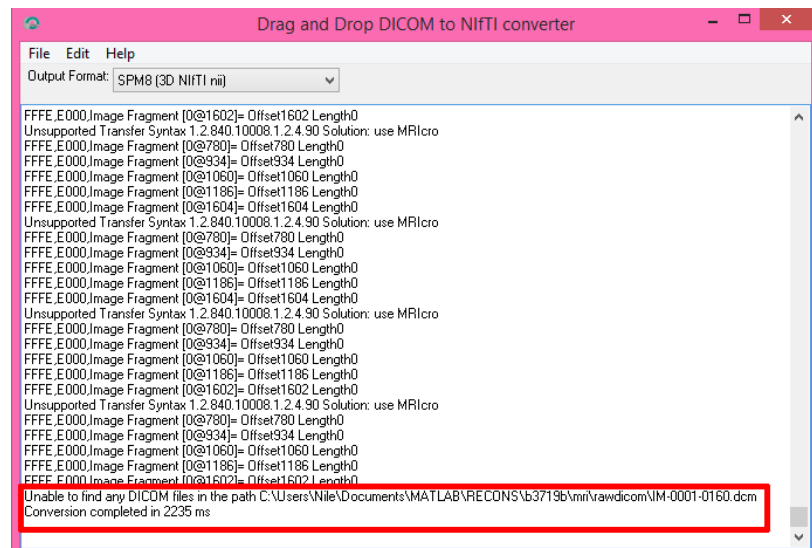 Drag and Drop DICOM to NIfTI converter
File Edit Help
Output Format: SPM8 (3D NIfTI nii)
FFFE,E000,Image Fragment [0@1602]= Offset1602 Length0
Unsupported Transfer Syntax 1.2.840.10008.1.2.4.90 Solution: use MRIcro
FFFE,E000,Image Fragment [0@780]= Offset780 Length0
FFFE,E000,Image Fragment [0@934]= Offset934 Length0
FFFE,E000,Image Fragment [0@1060]= Offset1060 Length0
FFFE,E000,Image Fragment [0@1186]= Offset1186 Length0
FFFE,E000,Image Fragment [0@1604]= Offset1604 Length0
Unsupported Transfer Syntax 1.2.840.10008.1.2.4.90 Solution: use MRIcro
FFFE,E000,Image Fragment [0@780]= Offset780 Length0
FFFE,E000,Image Fragment [0@934]= Offset934 Length0
FFFE,E000,Image Fragment [0@1060]= Offset1060 Length0
FFFE,E000,Image Fragment [0@1186]= Offset1186 Length0
FFFE,E000,Image Fragment [0@1604]= Offset1604 Length0
Unsupported Transfer Syntax 1.2.840.10008.1.2.4.90 Solution: use MRIcro
FFFE,E000,Image Fragment [0@780]= Offset780 Length0
FFFE,E000,Image Fragment [0@934]= Offset934 Length0
FFFE,E000,Image Fragment [0@1060]= Offset1060 Length0
FFFE,E000,Image Fragment [0@1186]= Offset1186 Length0
FFFE,E000,Image Fragment [0@1602]= Offset1602 Length0
Unsupported Transfer Syntax 1.2.840.10008.1.2.4.90 Solution: use MRIcro
FFFE,E000,Image Fragment [0@780]= Offset780 Length0
FFFE,E000,Image Fragment [0@934]= Offset934 Length0
FFFE,E000,Image Fragment [0@1060]= Offset1060 Length0
FFFE,E000,Image Fragment [0@1186]= Offset1186 Length0
FFFE,E000,Image Fragment [0@1602]= Offset1602 Length0
Unable to find any DICOM files in the path C:\Users\Nile\Documents\MATLAB\RECONS\b3719b\mri\rawdicom\IM-0001-0160.dcm
Conversion completed in 2235 ms